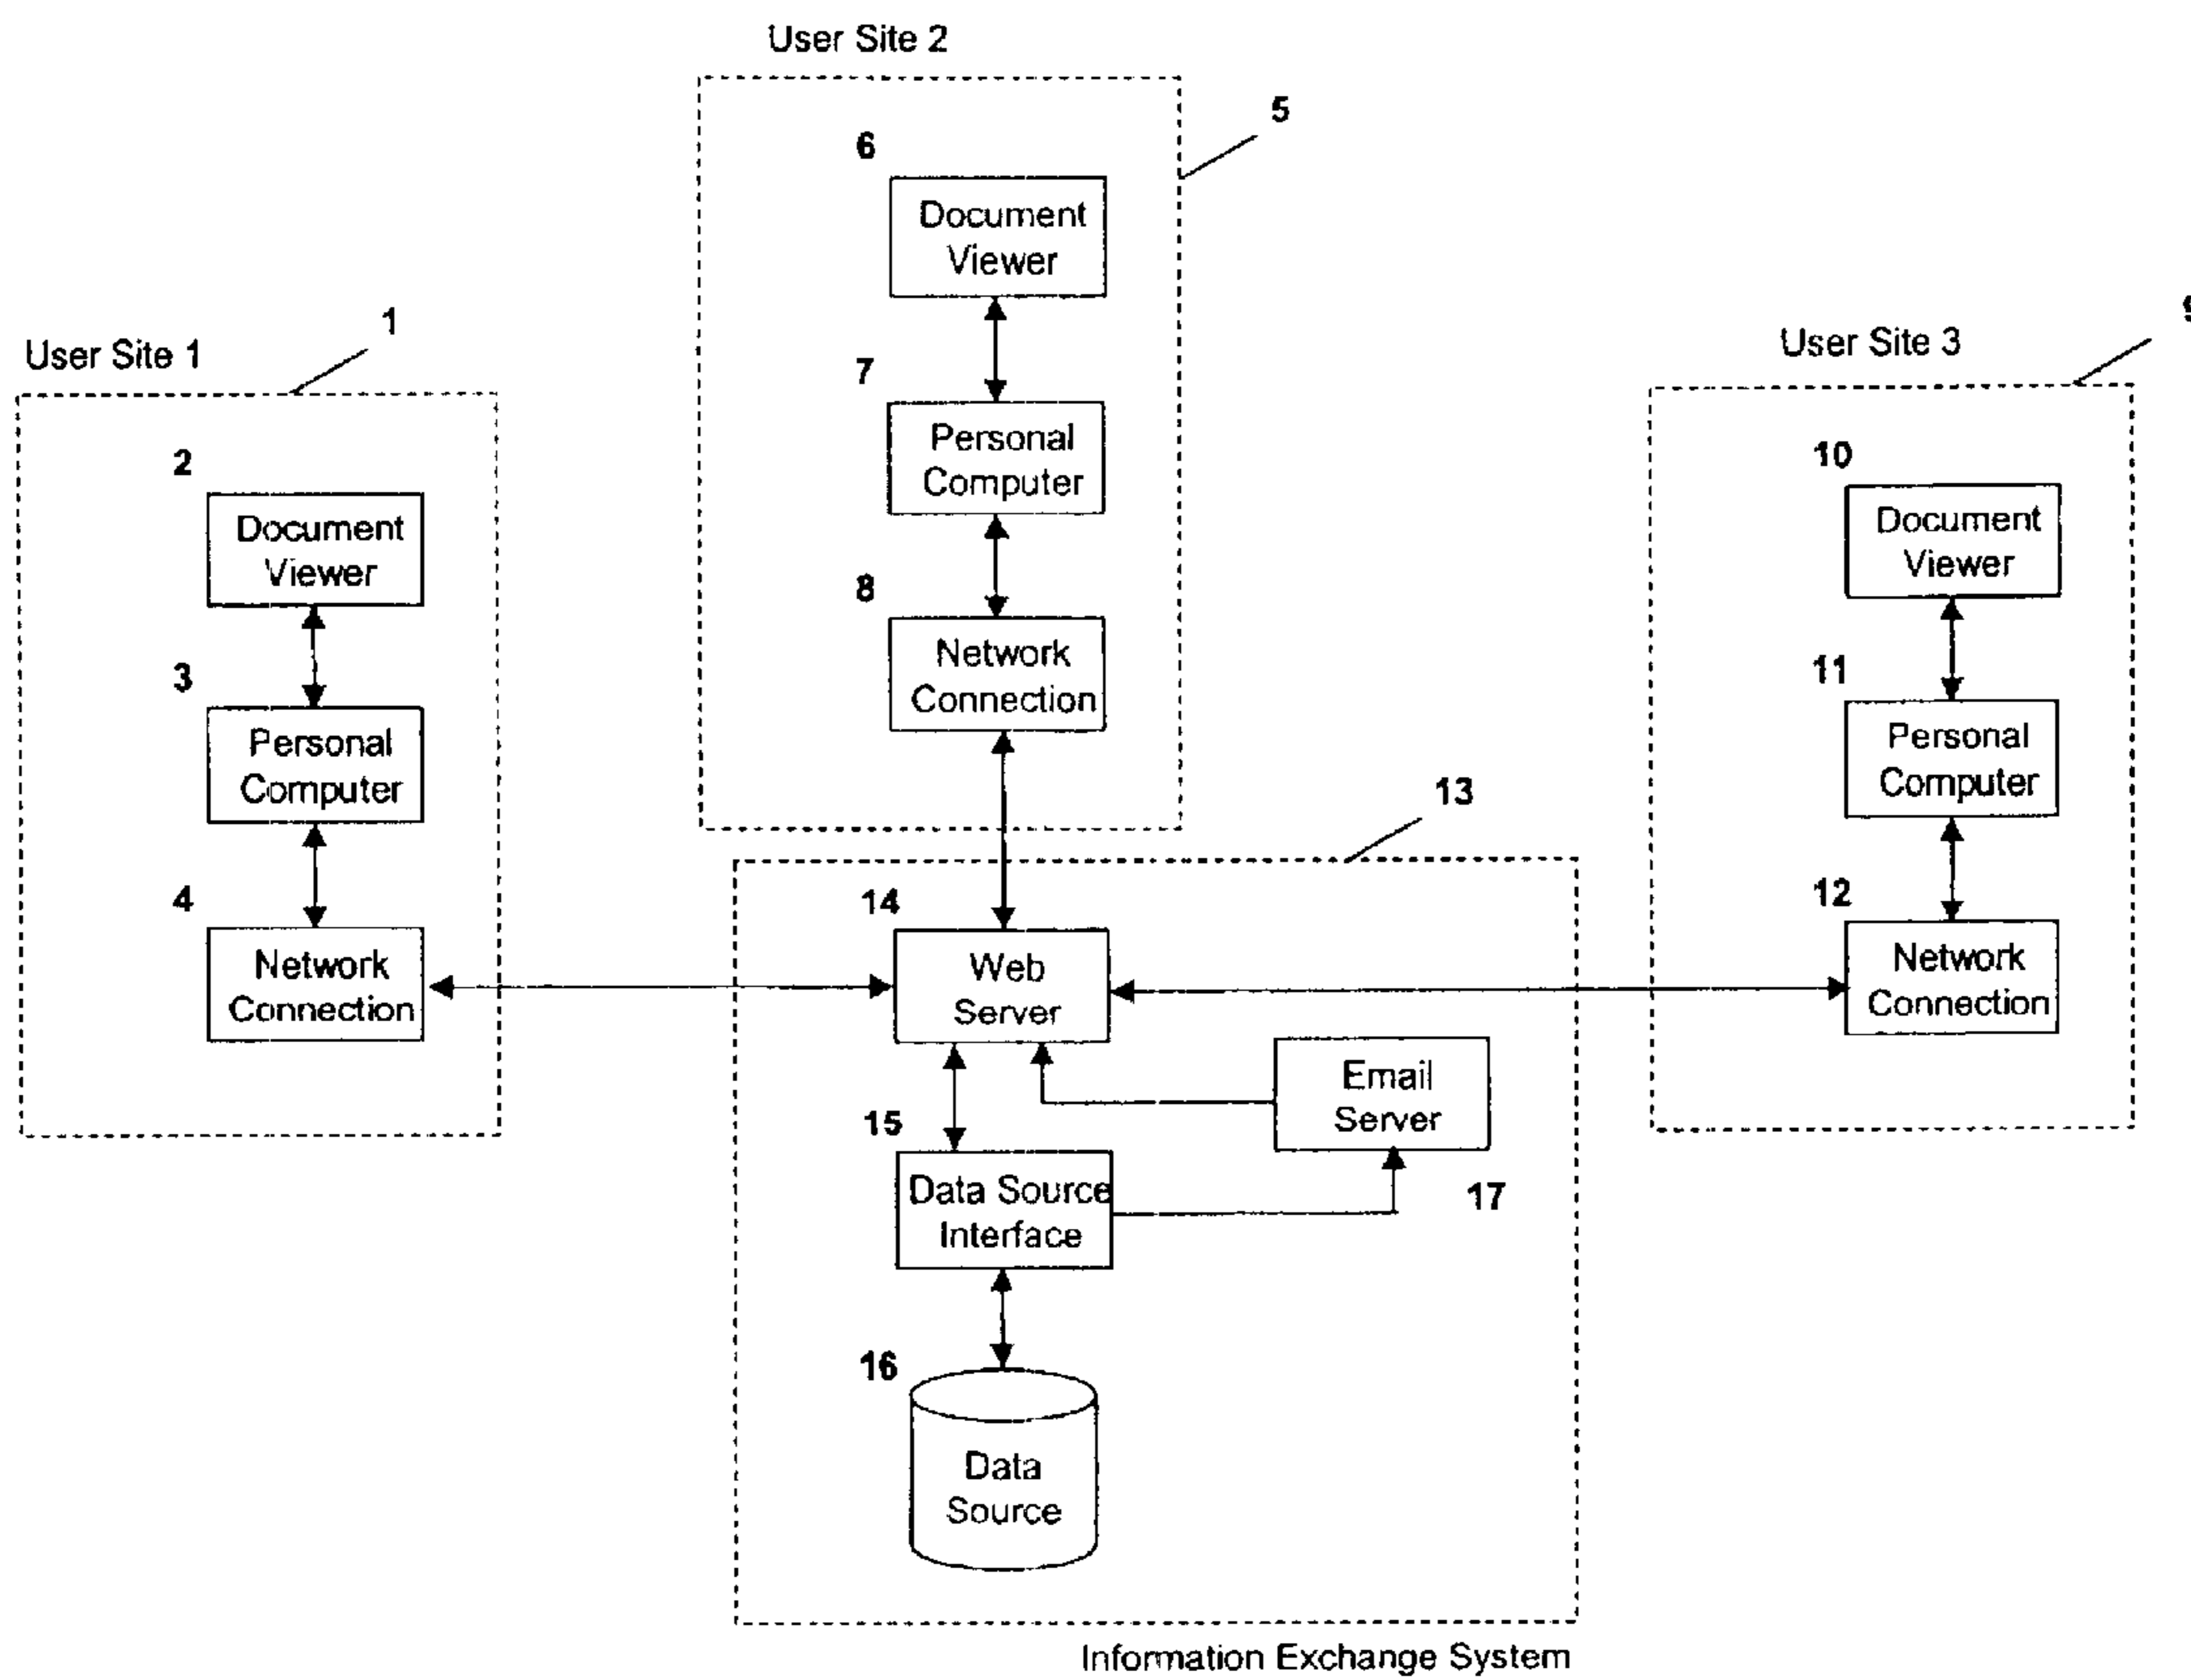 User Site 2
5
6
Document
Viewer
7
Personal
Computer
8
Network
Connection
User Site 1
1
2
Document
Viewer
3
Personal
Computer
4
Network
Connection
User Site 3
9
10
Document
Viewer
11
Personal
Computer
12
Network
Connection
13
14
Web
Server
Email
Server
17
15
Data Source
Interface
16
Data
Source
Information Exchange System